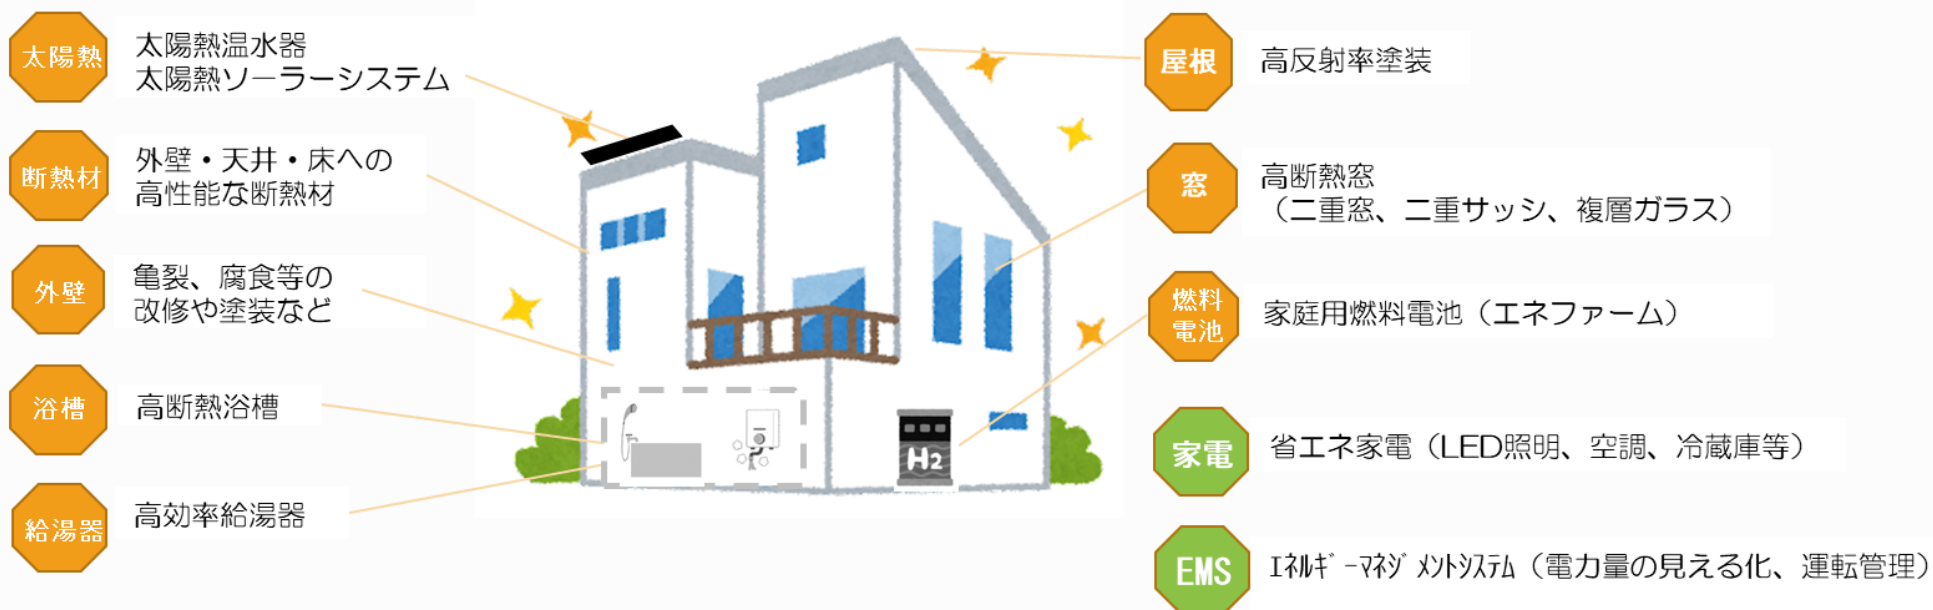 太陽熱
太陽熱温水器
太陽熱ソーラーシステム
断熱材
外壁・天井・床への
高性能な断熱材
外壁
亀裂、腐食等の
改修や塗装など
浴槽
高断熱浴槽
給湯器
高効率給湯器
H2
屋根
高反射率塗装
窓
高断熱窓
（二重窓、二重サッシ、複層ガラス）
燃料
電池
家庭用燃料電池（エネファーム）
家電
省エネ家電（LED照明、空調、冷蔵庫等）
EMS
ｴﾈﾙｷﾞｰﾏﾈｼﾞﾒﾝﾄｼｽﾃﾑ（電力量の見える化、運転管理）